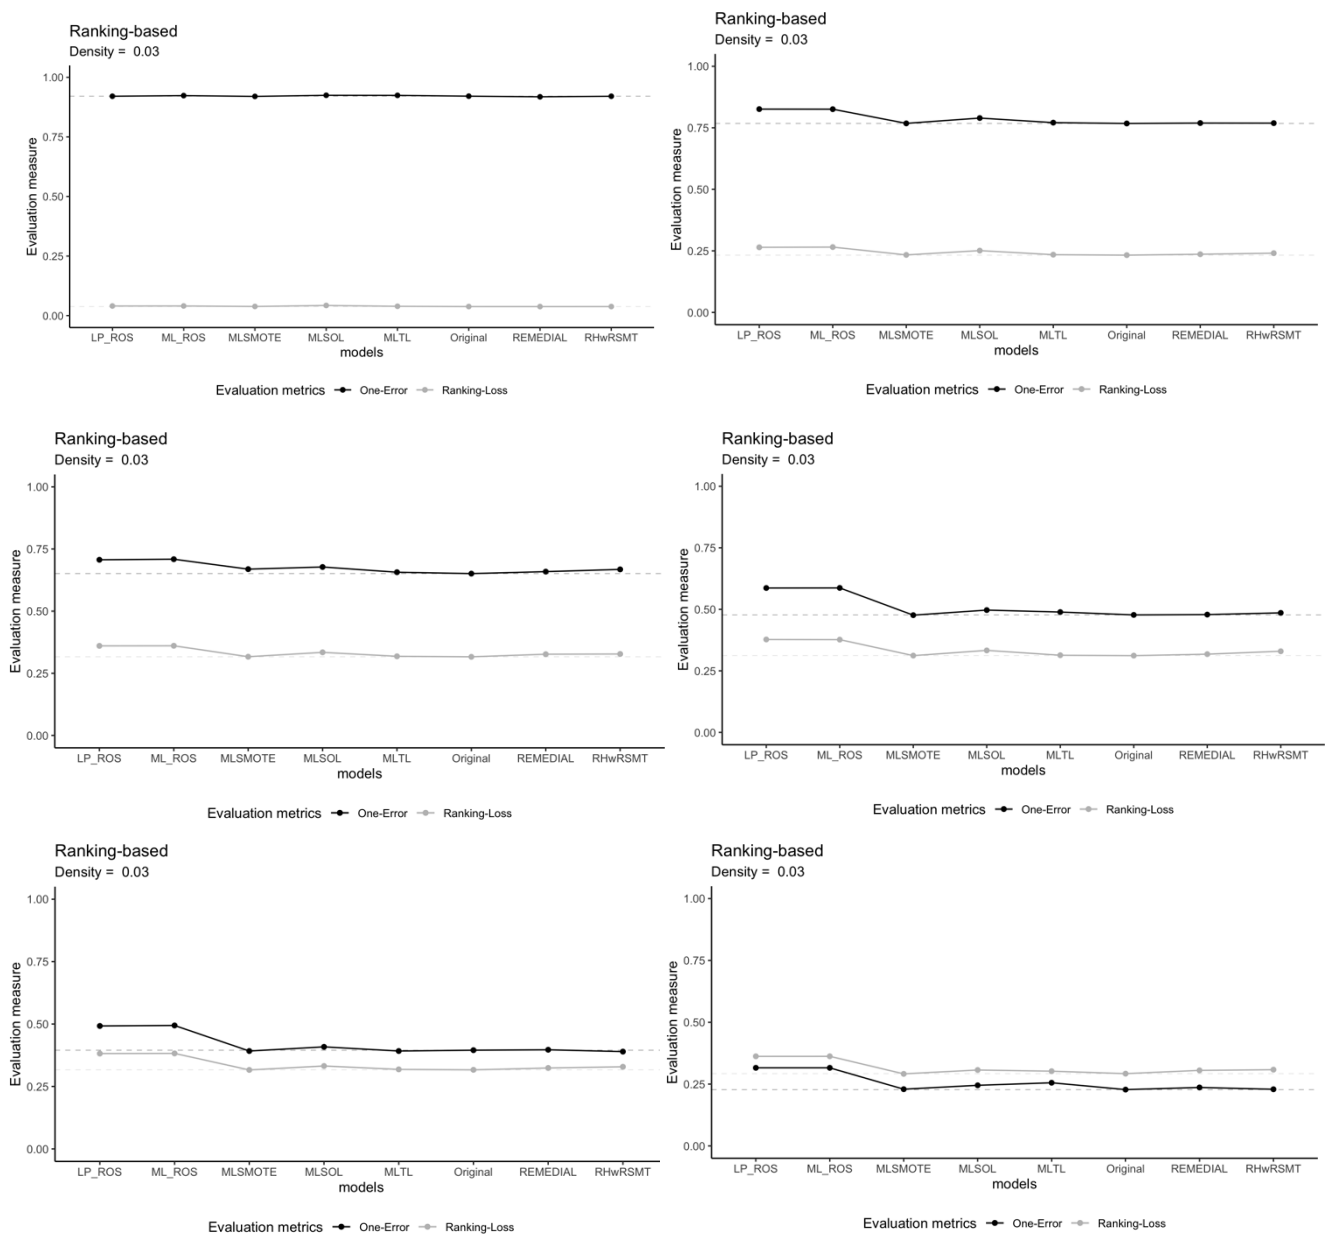 Ranking-based
Density =  0.03
1.00
0.75
0.50
0.25
0.00
Evaluation measure
LP_ROS ML_ROS MLSMOTE MLSOL MLTL Original REMEDIAL RHwRSMT
models
Evaluation metrics One-Error Ranking-Loss
Ranking-based
Density =  0.03
1.00
0.75
0.50
0.25
0.00
Evaluation measure
LP_ROS ML_ROS MLSMOTE MLSOL MLTL Original REMEDIAL RHwRSMT
models
Evaluation metrics One-Error Ranking-Loss
Ranking-based
Density =  0.03
1.00
0.75
0.50
0.25
0.00
Evaluation measure
LP_ROS ML_ROS MLSMOTE MLSOL MLTL Original REMEDIAL RHwRSMT
models
Evaluation metrics One-Error Ranking-Loss
Ranking-based
Density =  0.03
1.00
0.75
0.50
0.25
0.00
Evaluation measure
LP_ROS ML_ROS MLSMOTE MLSOL MLTL Original REMEDIAL RHwRSMT
models
Evaluation metrics One-Error Ranking-Loss
Ranking-based
Density =  0.03
1.00
0.75
0.50
0.25
0.00
Evaluation measure
LP_ROS ML_ROS MLSMOTE MLSOL MLTL Original REMEDIAL RHwRSMT
models
Evaluation metrics One-Error Ranking-Loss
Ranking-based
Density =  0.03
1.00
0.75
0.50
0.25
0.00
Evaluation measure
LP_ROS ML_ROS MLSMOTE MLSOL MLTL Original REMEDIAL RHwRSMT
models
Evaluation metrics One-Error Ranking-Loss